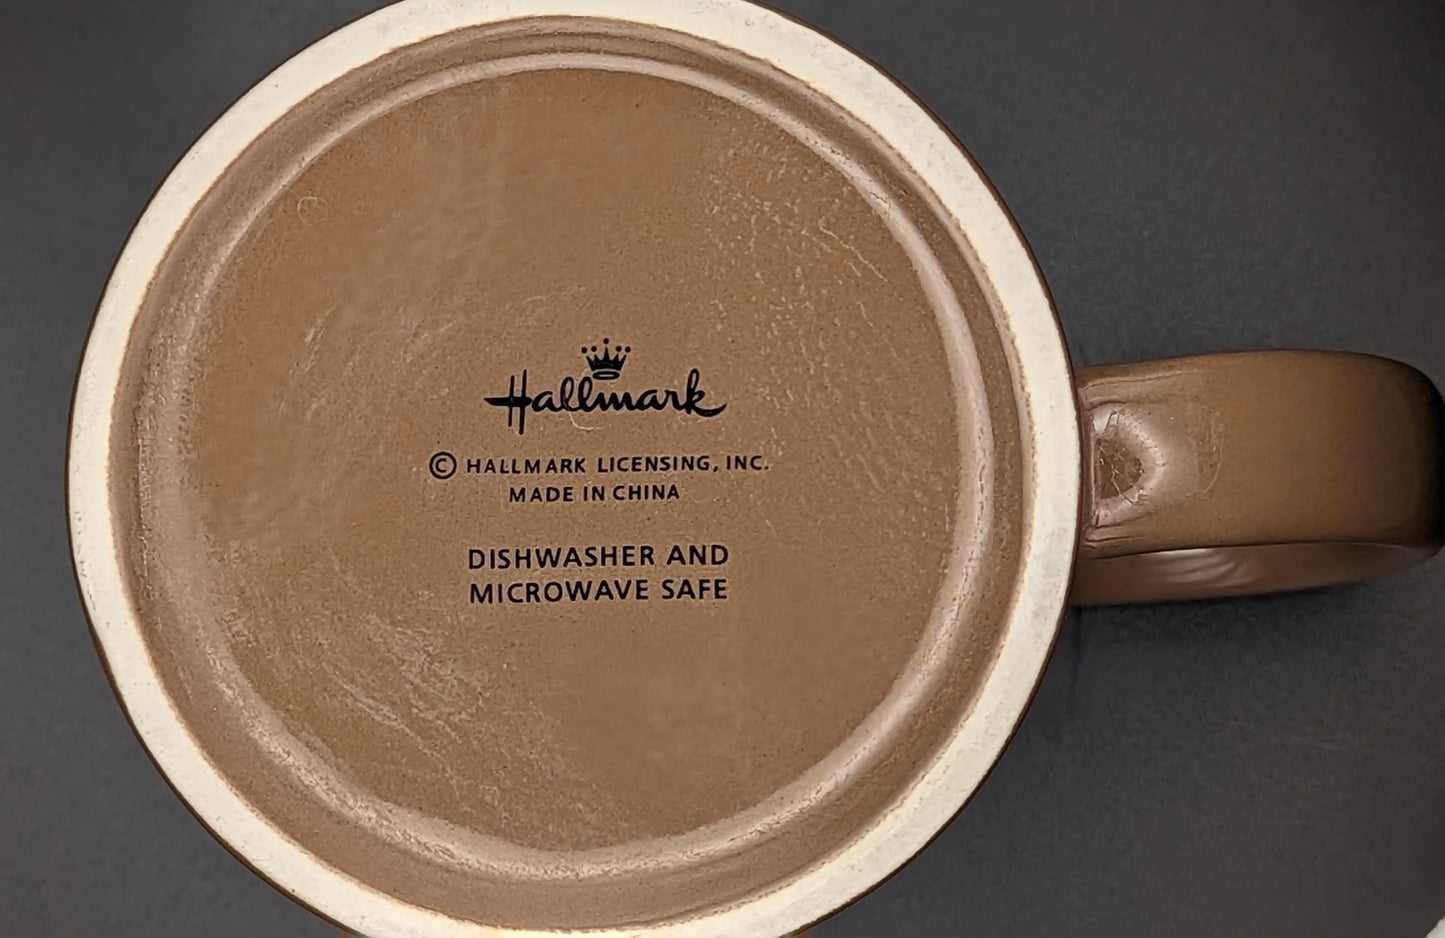 Hallmark
© HALLMARK LICENSING, INC.
MADE IN CHINA
DISHWASHER AND
MICROWAVE SAFE